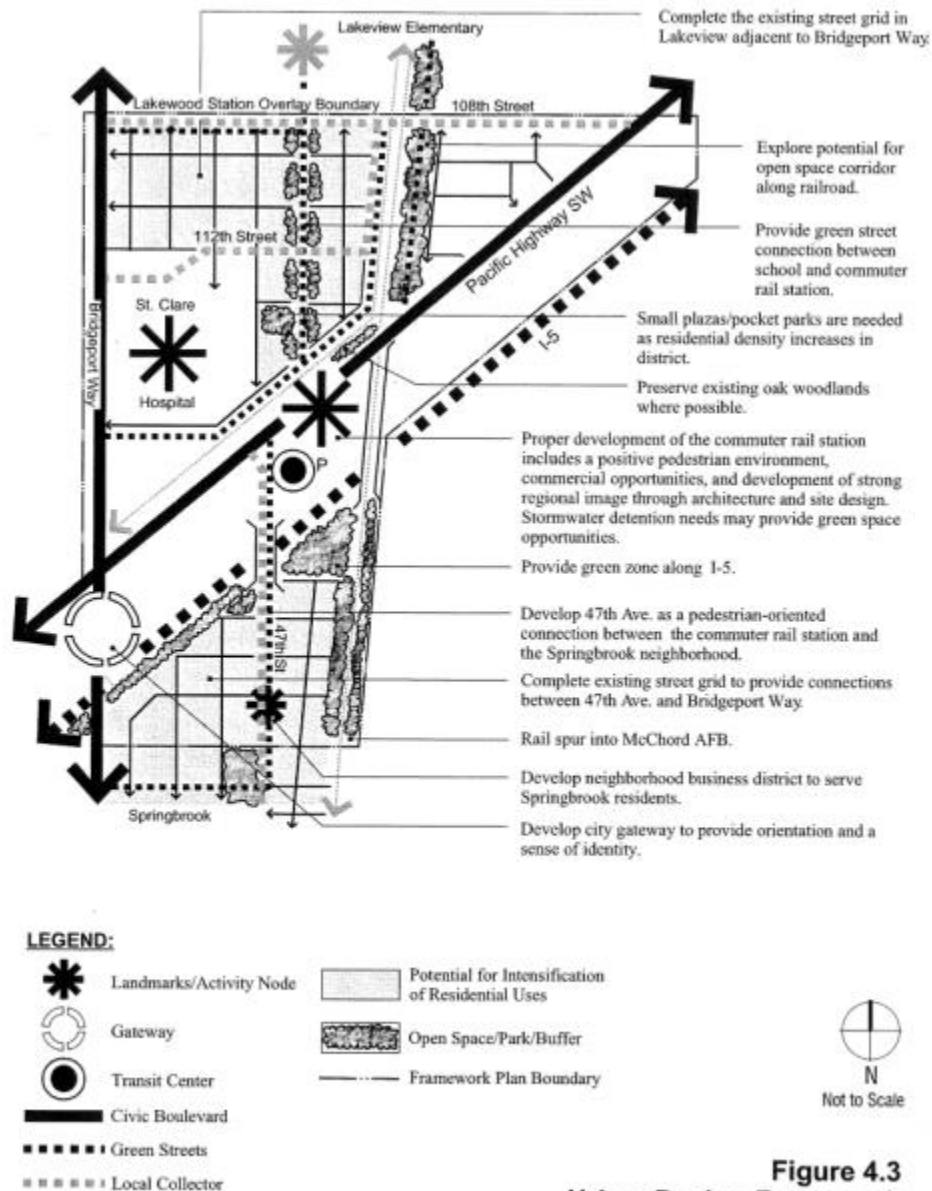 Complete the existing street grid in
Lakeview adjacent to Bridgeport Way.
Lakeview Elementary
Lakewood Station Overlay Boundary
108th Street
Explore potential for
open space corridor
along railroad.
Pacific Highway SW
Provide green street
connection between
school and commuter
rail station.
112th Street
St. Clare
Hospital
Bridgeport Way
I-5
Small plazas/pocket parks are needed
as residential density increases in
district.
Preserve existing oak woodlands
where possible.
P
Proper development of the commuter rail station
includes a positive pedestrian environment,
commercial opportunities, and development of strong
regional image through architecture and site design.
Stormwater detention needs may provide green space
opportunities.
Provide green zone along I-5.
47th St
Develop 47th Ave. as a pedestrian-oriented
connection between the commuter rail station and
the Springbrook neighborhood.
Complete existing street grid to provide connections
between 47th Ave. and Bridgeport Way.
Rail spur into McChord AFB.
Develop neighborhood business district to serve
Springbrook residents.
Springbrook
Develop city gateway to provide orientation and a
sense of identity.
LEGEND:
Landmarks/Activity Node
Gateway
Transit Center
Civic Boulevard
Green Streets
Local Collector
Potential for Intensification
of Residential Uses
Open Space/Park/Buffer
Framework Plan Boundary
N
Not to Scale
Figure 4.3